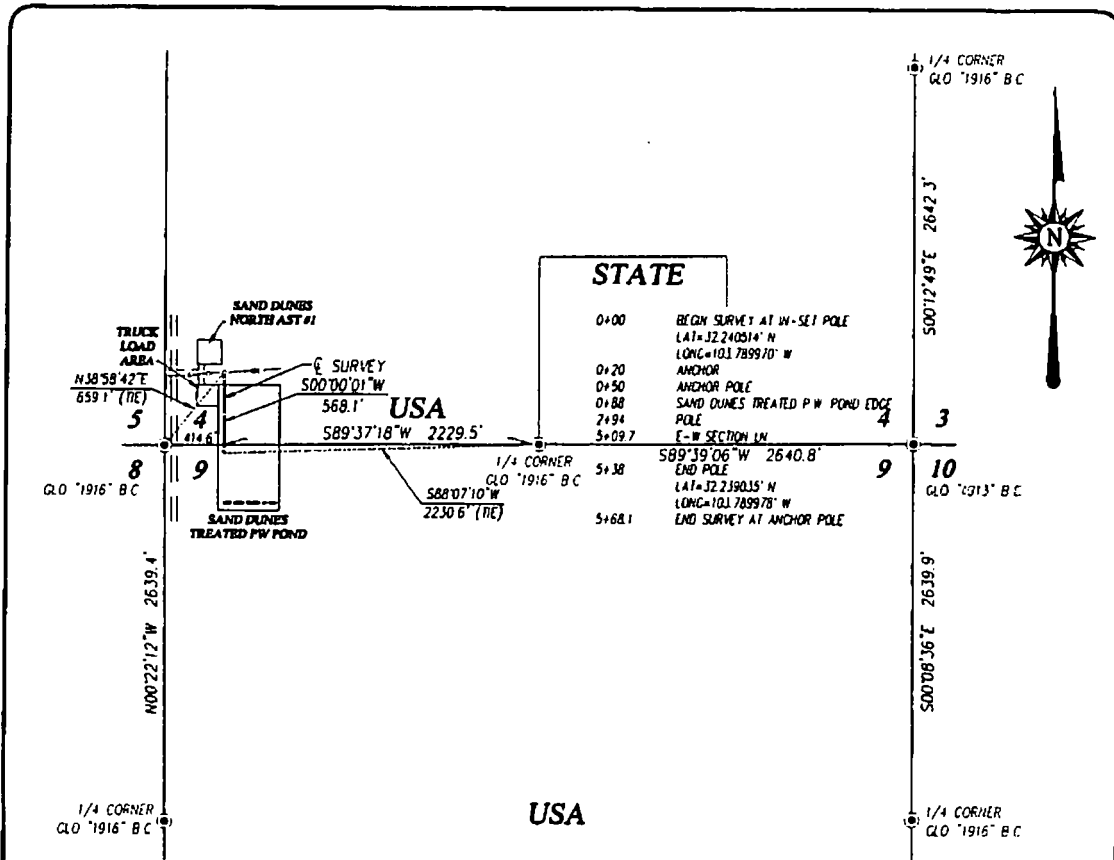 1/4 CORNER
GLO "1916" B C
S00°12'49"E 2642.3'
N
STATE
0+00 BEGIN SURVEY AT IN-SET POLE
LAT=32.240514° N
LONG=103.789970° W
0+20 ANCHOR
0+50 ANCHOR POLE
0+88 SAND DUNES TREATED P W POND EDGE
2+94 POLE
5+09.7 E-W SECTION LN
5+38 END POLE
LAT=32.239035° N
LONG=103.789978° W
5+68.1 END SURVEY AT ANCHOR POLE
SAND DUNES
NORTH AST #1
TRUCK
LOAD
AREA
N38°58'42"E
659.1' (TIE)
℄ SURVEY
S00°00'01"W
568.1'
USA
5 4
414.6'
S89°37'18"W 2229.5'
8 9
GLO "1916" B C
1/4 CORNER
GLO "1916" B C
S88°07'10"W
2230.6' (TIE)
SAND DUNES
TREATED PW POND
S89°39'06"W 2640.8'
4 3
9 10
GLO "1913" B C
N00°22'12"W 2639.4'
S00°08'36"E 2639.9'
1/4 CORNER
GLO "1916" B C
USA
1/4 CORNER
GLO "1916" B C